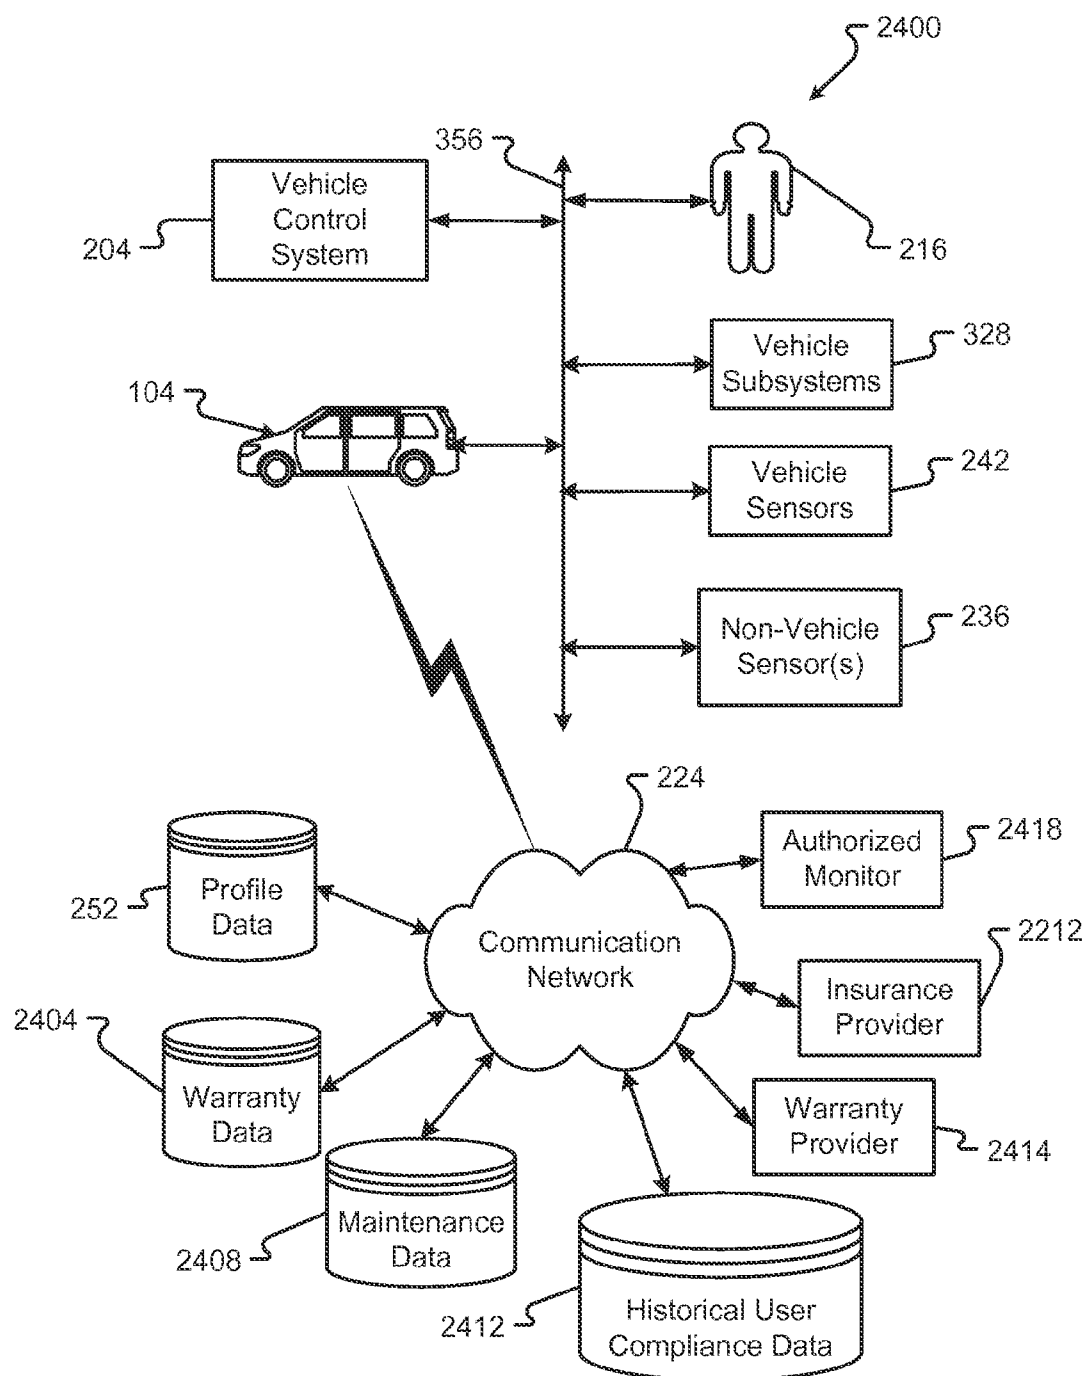 2400
356
Vehicle
Control
System
204
216
Vehicle
Subsystems
328
104
Vehicle
Sensors
242
Non-Vehicle
Sensor(s)
236
224
Profile
Data
252
Authorized
Monitor
2418
Communication
Network
2212
Insurance
Provider
2404
Warranty
Data
Warranty
Provider
2414
Maintenance
Data
2408
Historical User
Compliance Data
2412